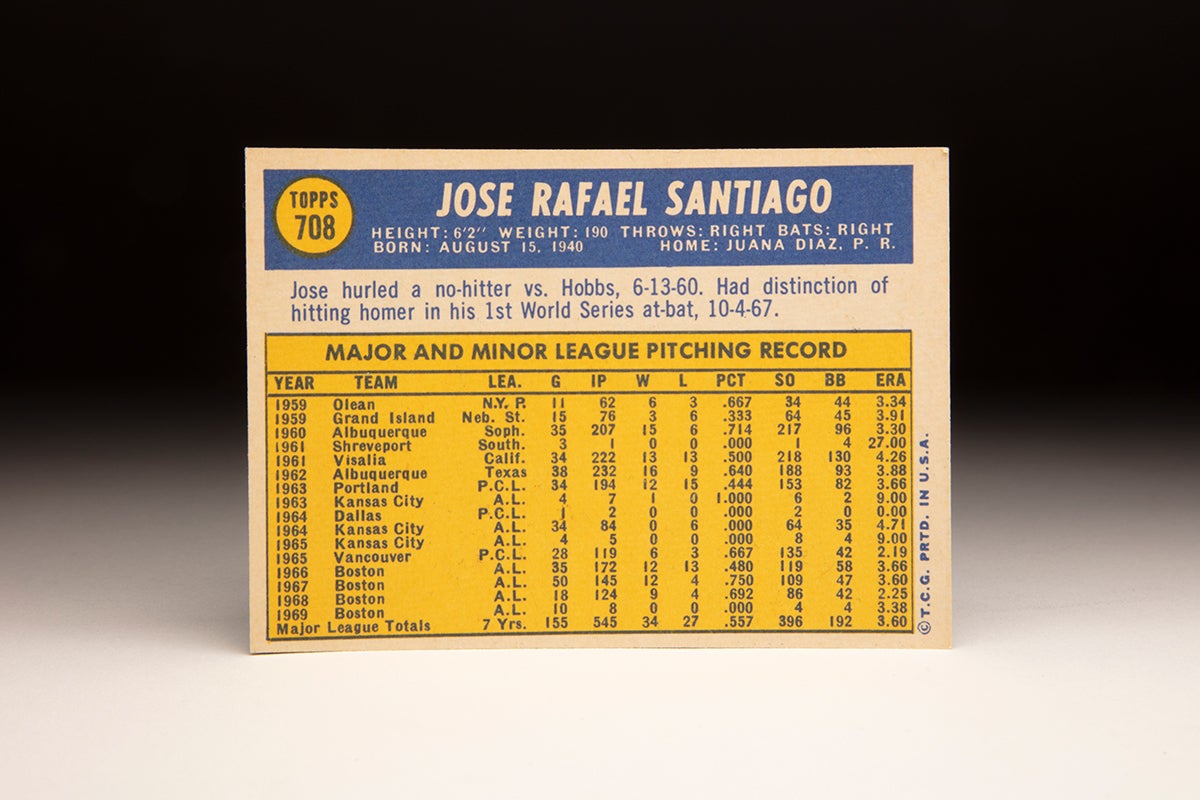 TOPPS
708
JOSE RAFAEL SANTIAGO
HEIGHT: 6'2" WEIGHT: 190 THROWS: RIGHT BATS: RIGHT
BORN: AUGUST 15, 1940 HOME: JUANA DIAZ, P. R.
Jose hurled a no-hitter vs. Hobbs, 6-13-60. Had distinction of
hitting homer in his 1st World Series at-bat, 10-4-67.
MAJOR AND MINOR LEAGUE PITCHING RECORD
YEAR TEAM LEA. G IP W L PCT SO BB ERA
1959 Olean N.Y. P. 11 62 6 3 .667 34 44 3.34
1959 Grand Island Neb. St. 15 76 3 6 .333 64 45 3.91
1960 Albuquerque Soph. 35 207 15 6 .714 217 96 3.30
1961 Shreveport South. 3 1 0 0 .000 1 4 27.00
1961 Visalia Calif. 34 222 13 13 .500 218 130 4.26
1962 Albuquerque Texas 38 232 16 9 .640 188 93 3.88
1963 Portland P.C.L. 34 194 12 15 .444 153 82 3.66
1963 Kansas City A.L. 4 7 1 0 1.000 6 2 9.00
1964 Dallas P.C.L. 1 2 0 0 .000 2 0 0.00
1964 Kansas City A.L. 34 84 0 6 .000 64 35 4.71
1965 Kansas City A.L. 4 5 0 0 .000 8 4 9.00
1965 Vancouver P.C.L. 28 119 6 3 .667 135 42 2.19
1966 Boston A.L. 35 172 12 13 .480 119 58 3.66
1967 Boston A.L. 50 145 12 4 .750 109 47 3.60
1968 Boston A.L. 18 124 9 4 .692 86 42 2.25
1969 Boston A.L. 10 8 0 0 .000 4 4 3.38
Major League Totals 7 Yrs. 155 545 34 27 .557 396 192 3.60
© T.C.G. PRTD. IN U.S.A.